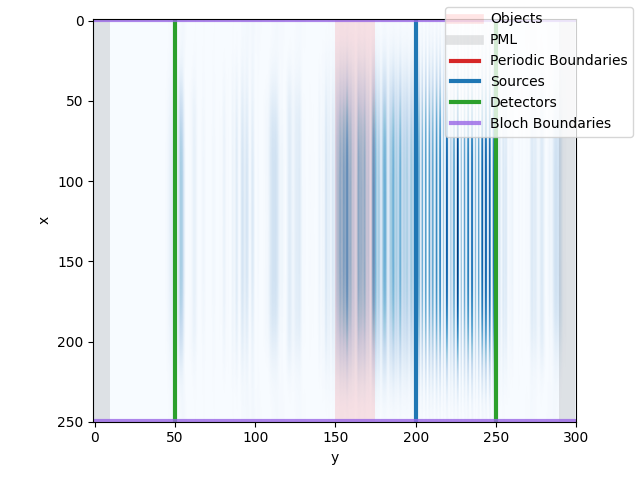 Objects
PML
Periodic Boundaries
Sources
Detectors
Bloch Boundaries
0
50
100
150
200
250
x
0 50 100 150 200 250 300
y